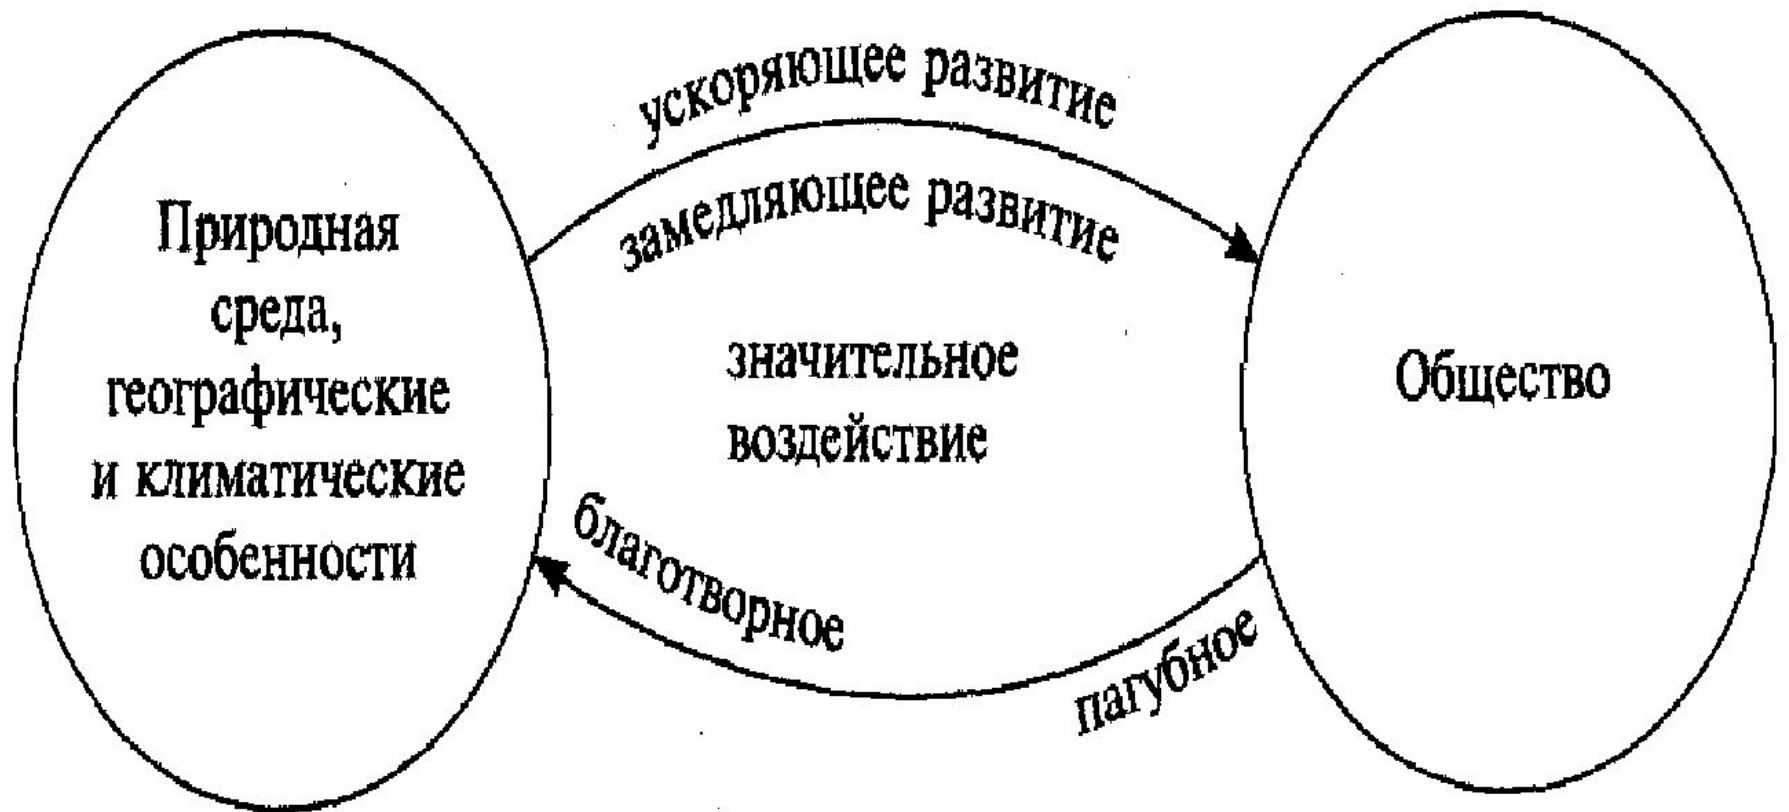 Природная
среда,
географические
и климатические
особенности
ускоряющее развитие
замедляющее развитие
значительное
воздействие
благотворное
пагубное
Общество